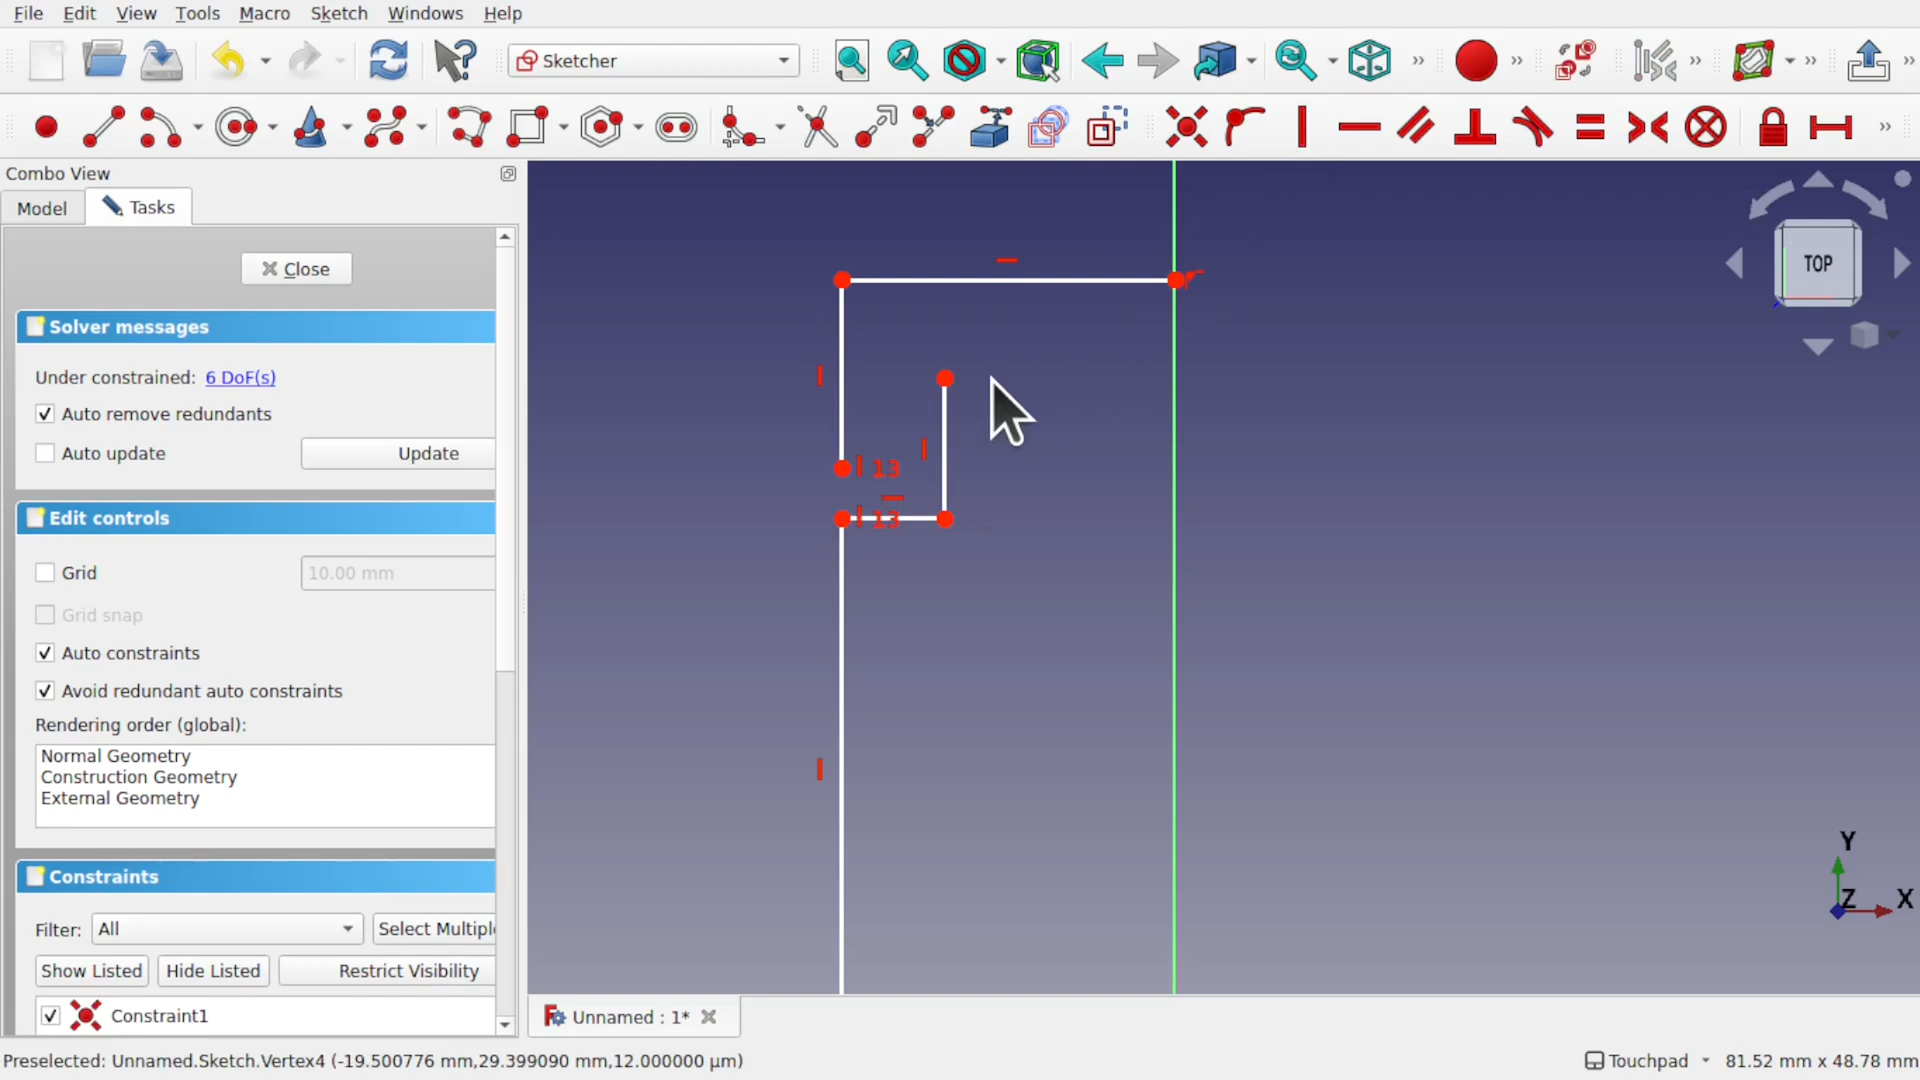 File Edit View Tools Macro Sketch Windows Help
Sketcher
Combo View
Model Tasks
Close
Solver messages
Under constrained: 6 DoF(s)
Auto remove redundants
Auto update Update
Edit controls
Grid 10.00 mm
Grid snap
Auto constraints
Avoid redundant auto constraints
Rendering order (global):
Normal Geometry
Construction Geometry
External Geometry
Constraints
Filter: All Select Multipl
Show Listed Hide Listed Restrict Visibility
Constraint1
13
13
TOP
Y
Z X
Unnamed : 1*
Preselected: Unnamed.Sketch.Vertex4 (-19.500776 mm,29.399090 mm,12.000000 µm)
Touchpad 81.52 mm x 48.78 mm